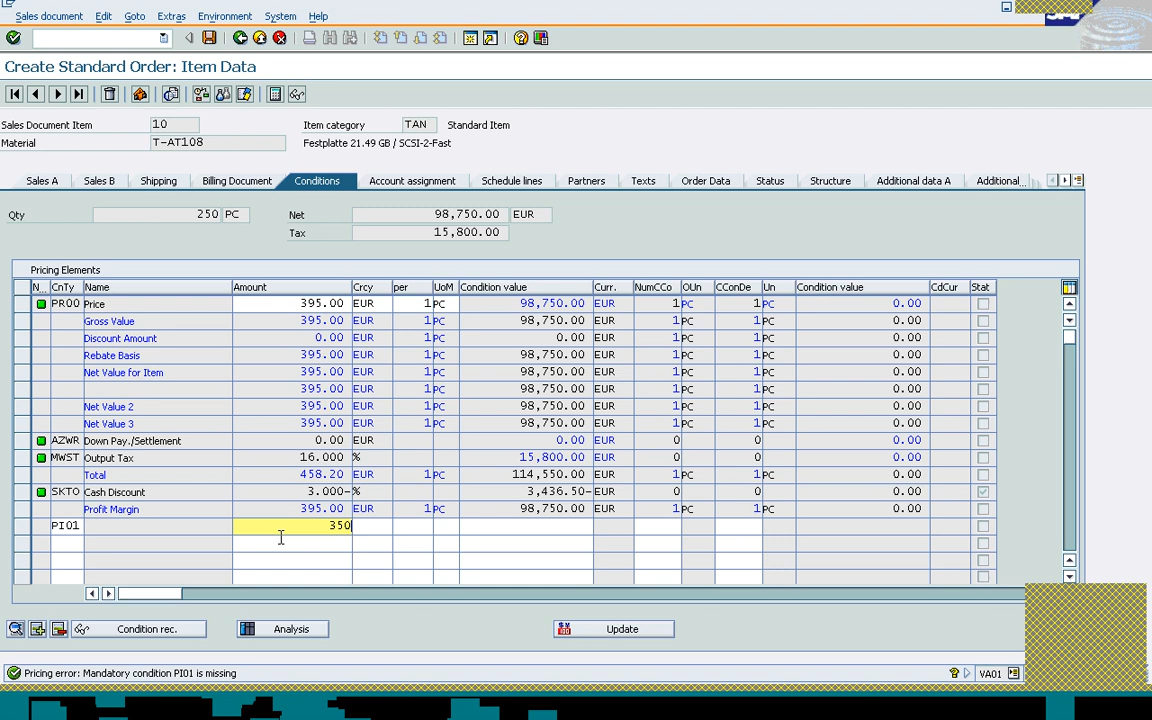 Sales document Edit Goto Extras Environment System Help
Create Standard Order: Item Data
Sales Document Item 10 Item category TAN Standard Item
Material T-AT108 Festplatte 21.49 GB / SCSI-2-Fast
Sales A Sales B Shipping Billing Document Conditions Account assignment Schedule lines Partners Texts Order Data Status Structure Additional data A Additional...
Qty 250 PC Net 98,750.00 EUR
Tax 15,800.00
Pricing Elements
N... CnTy Name Amount Crcy per UoM Condition value Curr. NumCCo OUn CConDe Un Condition value CdCur Stat
PR00 Price 395.00 EUR 1 PC 98,750.00 EUR 1 PC 1 PC 0.00
Gross Value 395.00 EUR 1 PC 98,750.00 EUR 1 PC 1 PC 0.00
Discount Amount 0.00 EUR 1 PC 0.00 EUR 1 PC 1 PC 0.00
Rebate Basis 395.00 EUR 1 PC 98,750.00 EUR 1 PC 1 PC 0.00
Net Value for Item 395.00 EUR 1 PC 98,750.00 EUR 1 PC 1 PC 0.00
395.00 EUR 1 PC 98,750.00 EUR 1 PC 1 PC 0.00
Net Value 2 395.00 EUR 1 PC 98,750.00 EUR 1 PC 1 PC 0.00
Net Value 3 395.00 EUR 1 PC 98,750.00 EUR 1 PC 1 PC 0.00
AZWR Down Pay./Settlement 0.00 EUR 0.00 EUR 0 0 0.00
MWST Output Tax 16.000 % 15,800.00 EUR 0 0 0.00
Total 458.20 EUR 1 PC 114,550.00 EUR 1 PC 1 PC 0.00
SKTO Cash Discount 3.000- % 3,436.50- EUR 0 0 0.00
Profit Margin 395.00 EUR 1 PC 98,750.00 EUR 1 PC 1 PC 0.00
PI01 350
Condition rec. Analysis Update
Pricing error: Mandatory condition PI01 is missing VA01